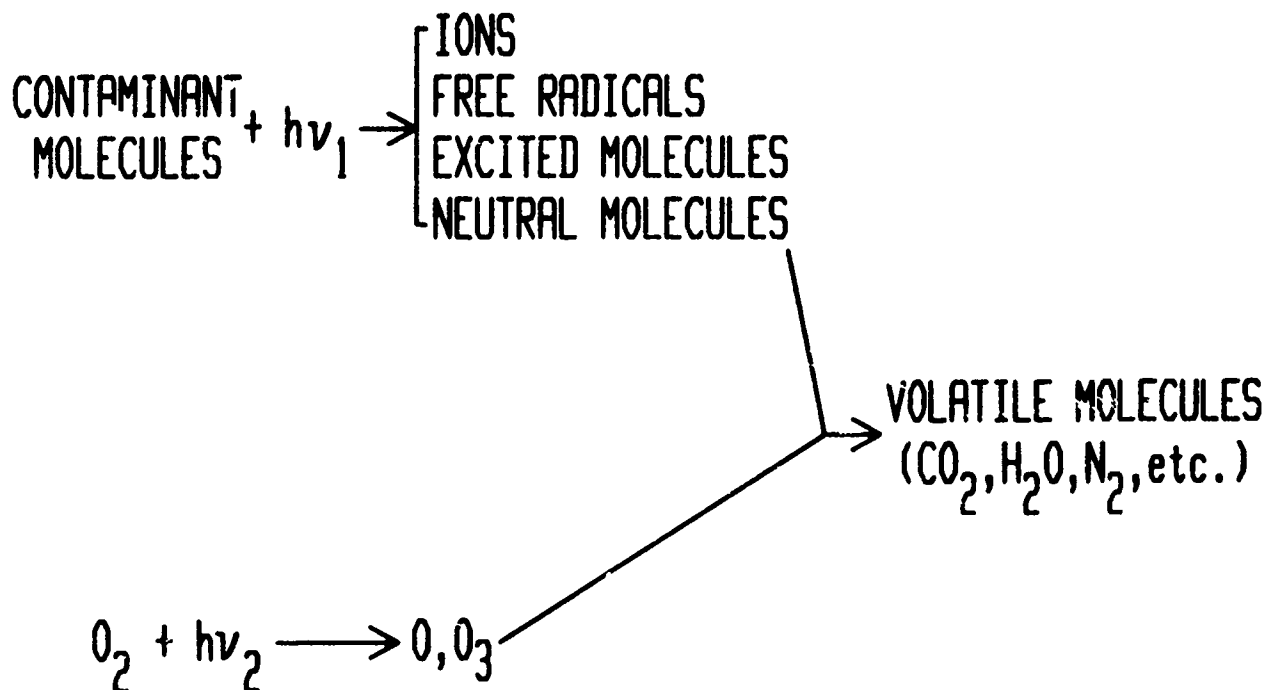 CONTAMINANT
MOLECULES
+ hν₁ →
IONS
FREE RADICALS
EXCITED MOLECULES
NEUTRAL MOLECULES
VOLATILE MOLECULES
(CO₂,H₂O,N₂,etc.)
O₂ + hν₂ → O,O₃